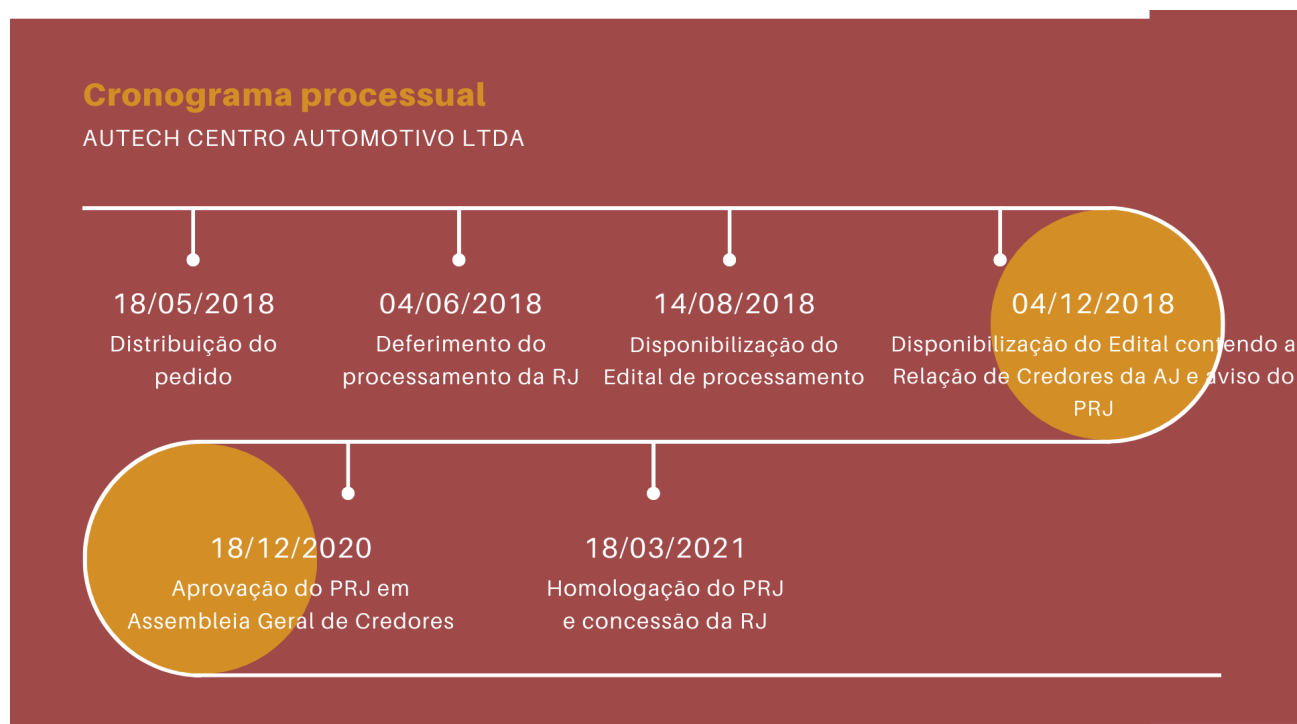 Cronograma processual
AUTECH CENTRO AUTOMOTIVO LTDA
18/05/2018
Distribuição do
pedido
04/06/2018
Deferimento do
processamento da RJ
14/08/2018
Disponibilização do
Edital de processamento
04/12/2018
Disponibilização do Edital contendo a
Relação de Credores da AJ e aviso do
PRJ
18/12/2020
Aprovação do PRJ em
Assembleia Geral de Credores
18/03/2021
Homologação do PRJ
e concessão da RJ